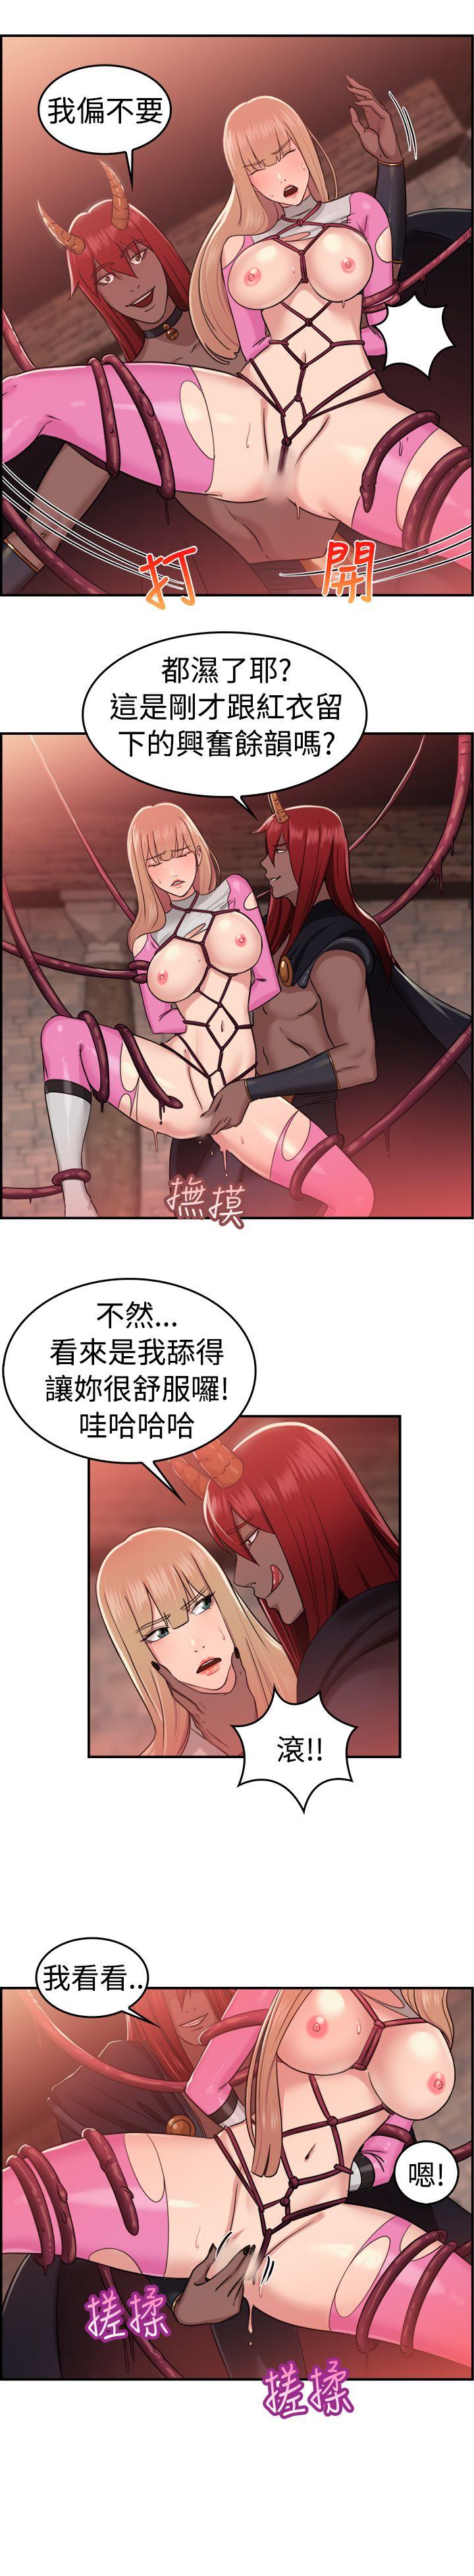 我偏不要
打開
都濕了耶?
這是剛才跟紅衣留
下的興奮餘韻嗎?
撫摸
不然...
看來是我舔得
讓妳很舒服囉!
哇哈哈哈
滾!!
我看看..
嗯!
搓揉
搓揉